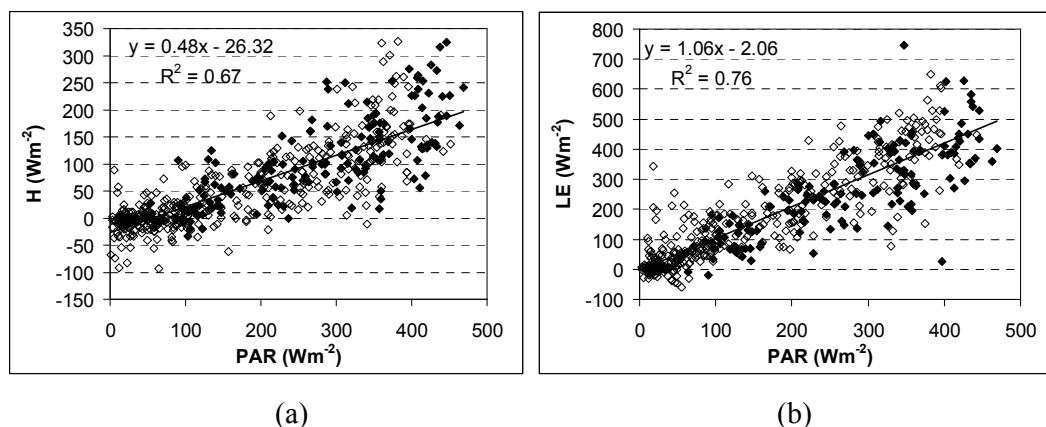 y = 0.48x - 26.32
R² = 0.67
350
300
250
200
150
100
50
0
-50
-100
-150
H (Wm⁻²)
0 100 200 300 400 500
PAR (Wm⁻²)
(a)
y = 1.06x - 2.06
R² = 0.76
800
700
600
500
400
300
200
100
0
-100
LE (Wm⁻²)
0 100 200 300 400 500
PAR (Wm⁻²)
(b)